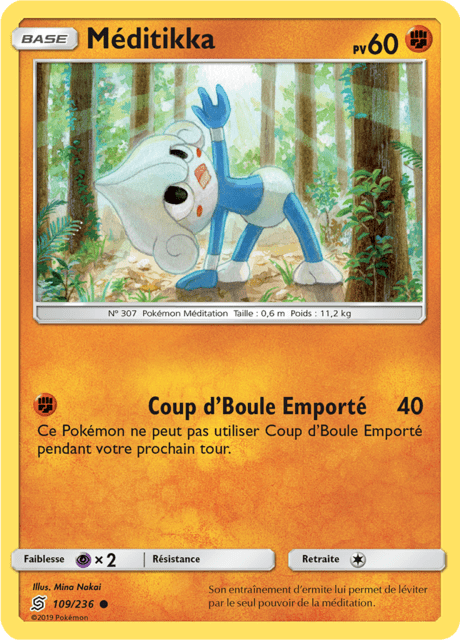 BASE Méditikka PV60
N° 307 Pokémon Méditation Taille : 0,6 m Poids : 11,2 kg
Coup d'Boule Emporté 40
Ce Pokémon ne peut pas utiliser Coup d'Boule Emporté
pendant votre prochain tour.
Faiblesse ×2 Résistance Retraite
Illus. Mina Nakai
109/236
©2019 Pokémon
Son entraînement d'ermite lui permet de léviter
par le seul pouvoir de la méditation.